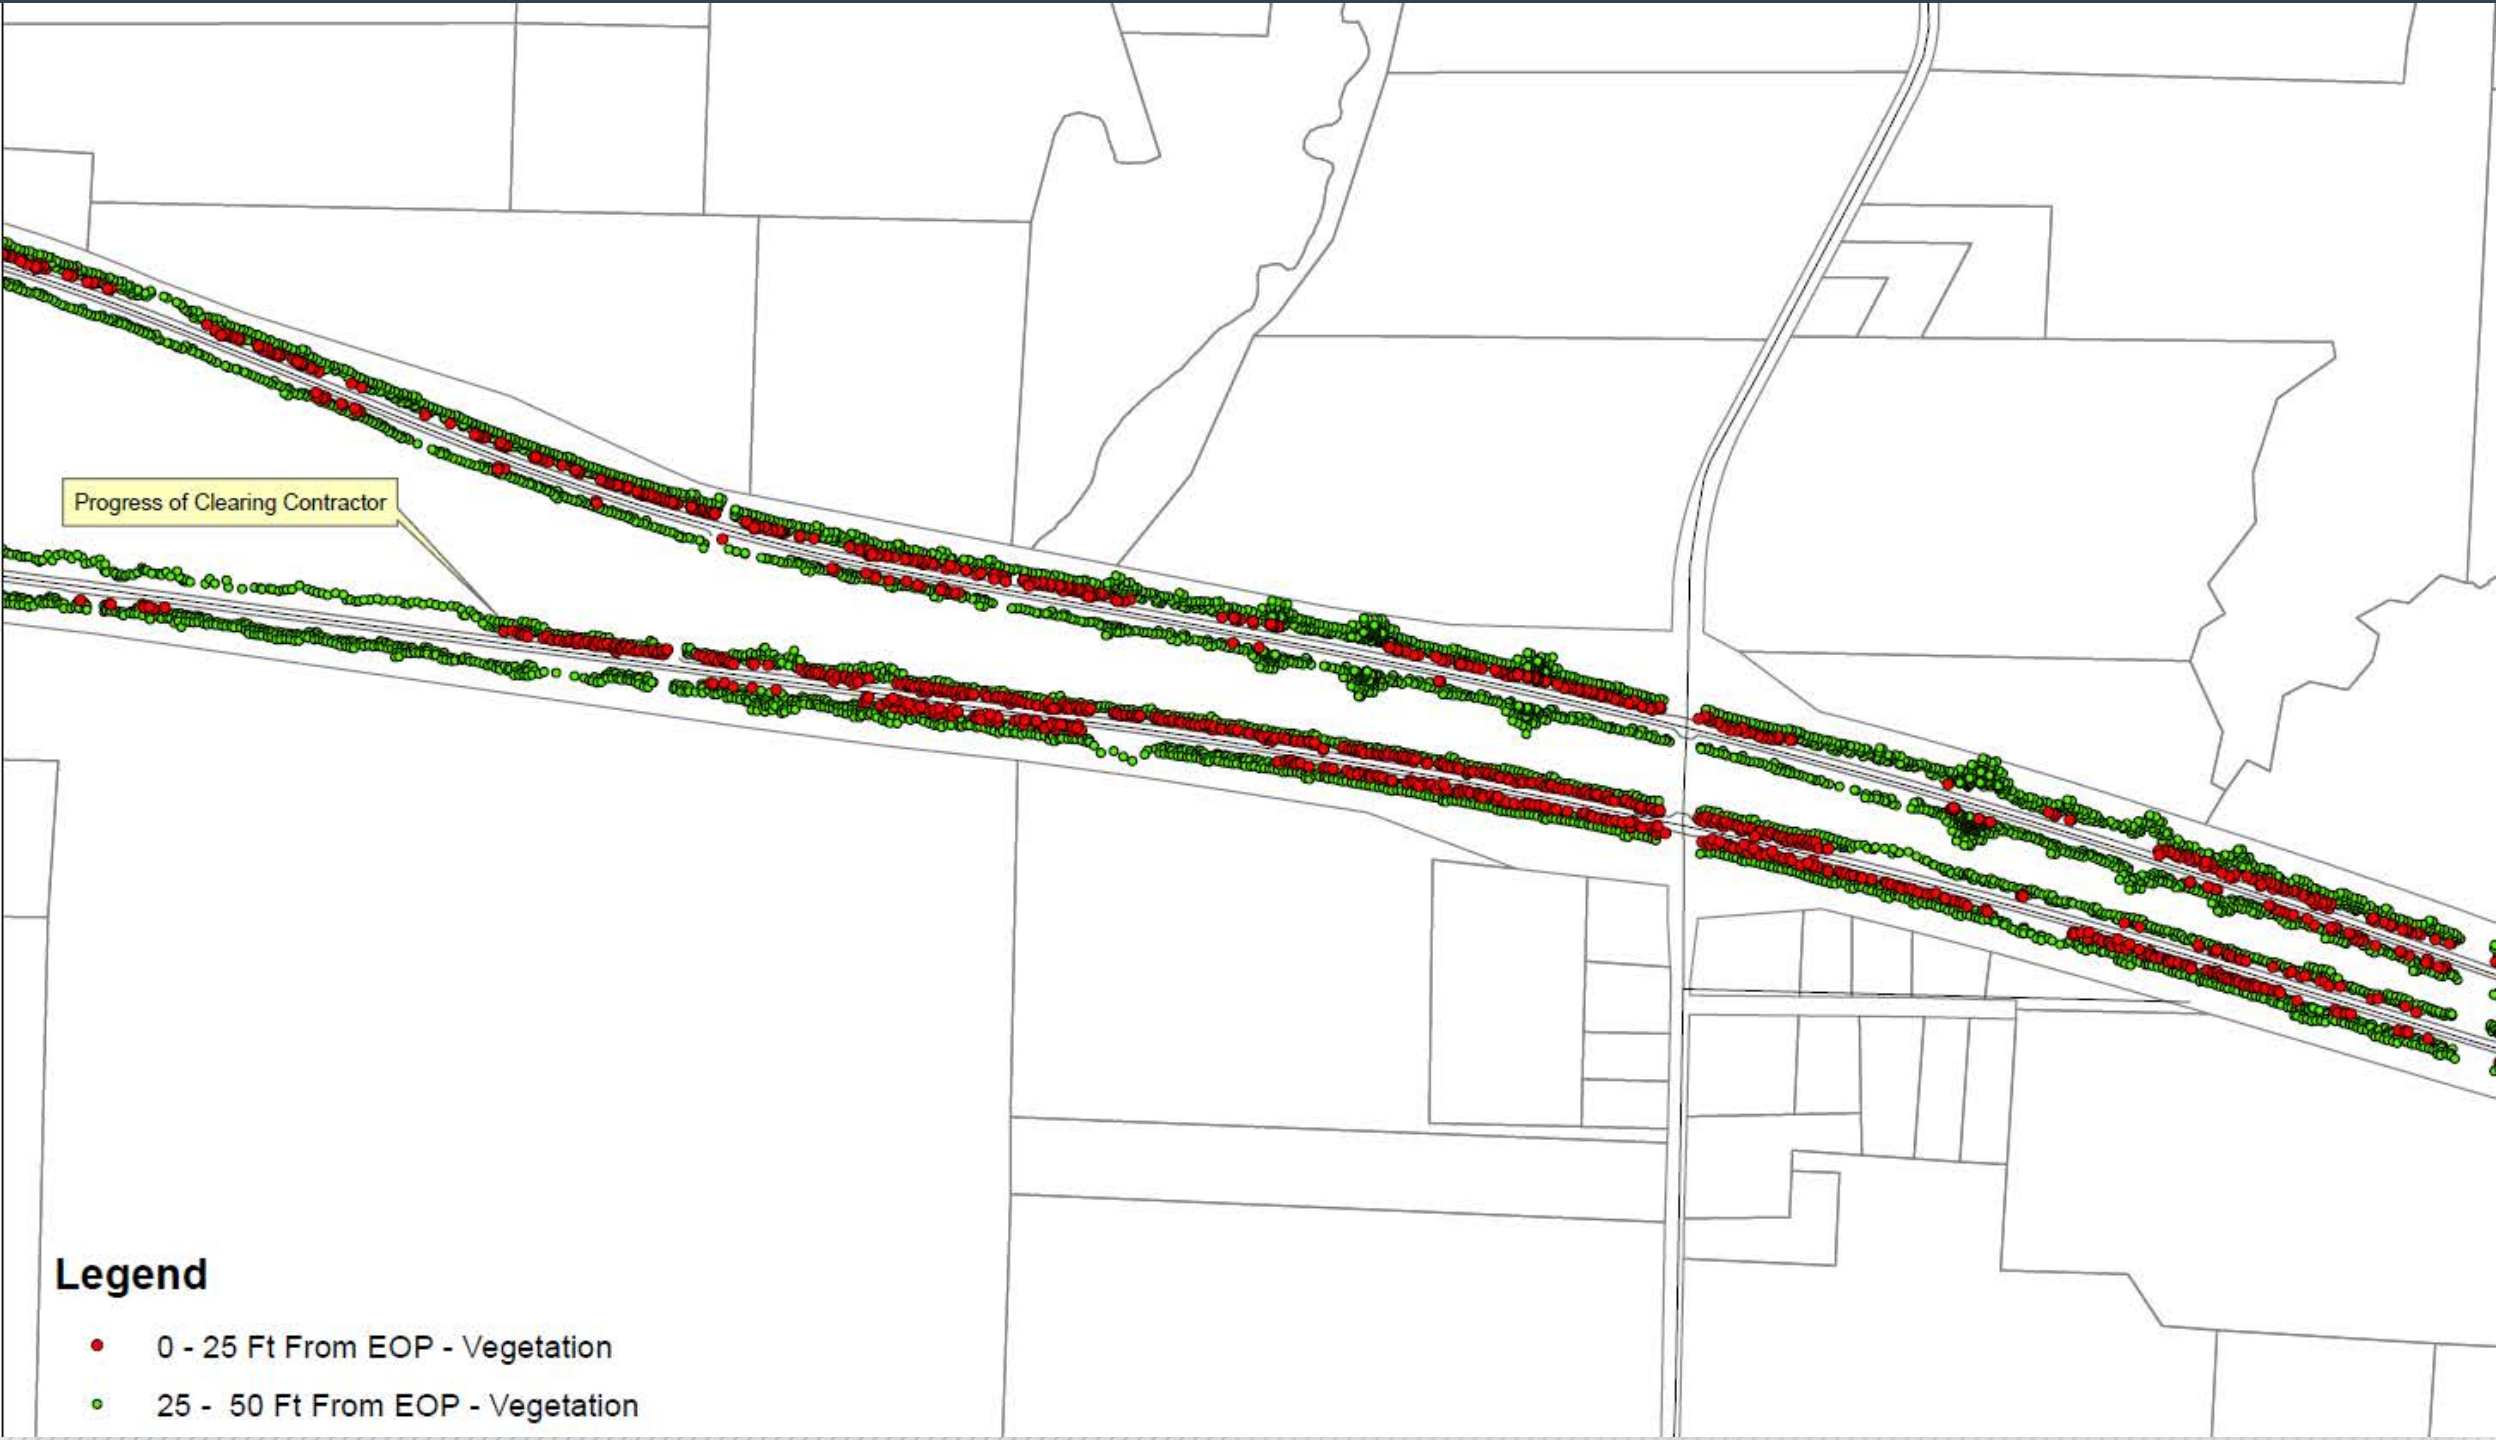 Progress of Clearing Contractor
Legend
0 - 25 Ft From EOP - Vegetation
25 - 50 Ft From EOP - Vegetation